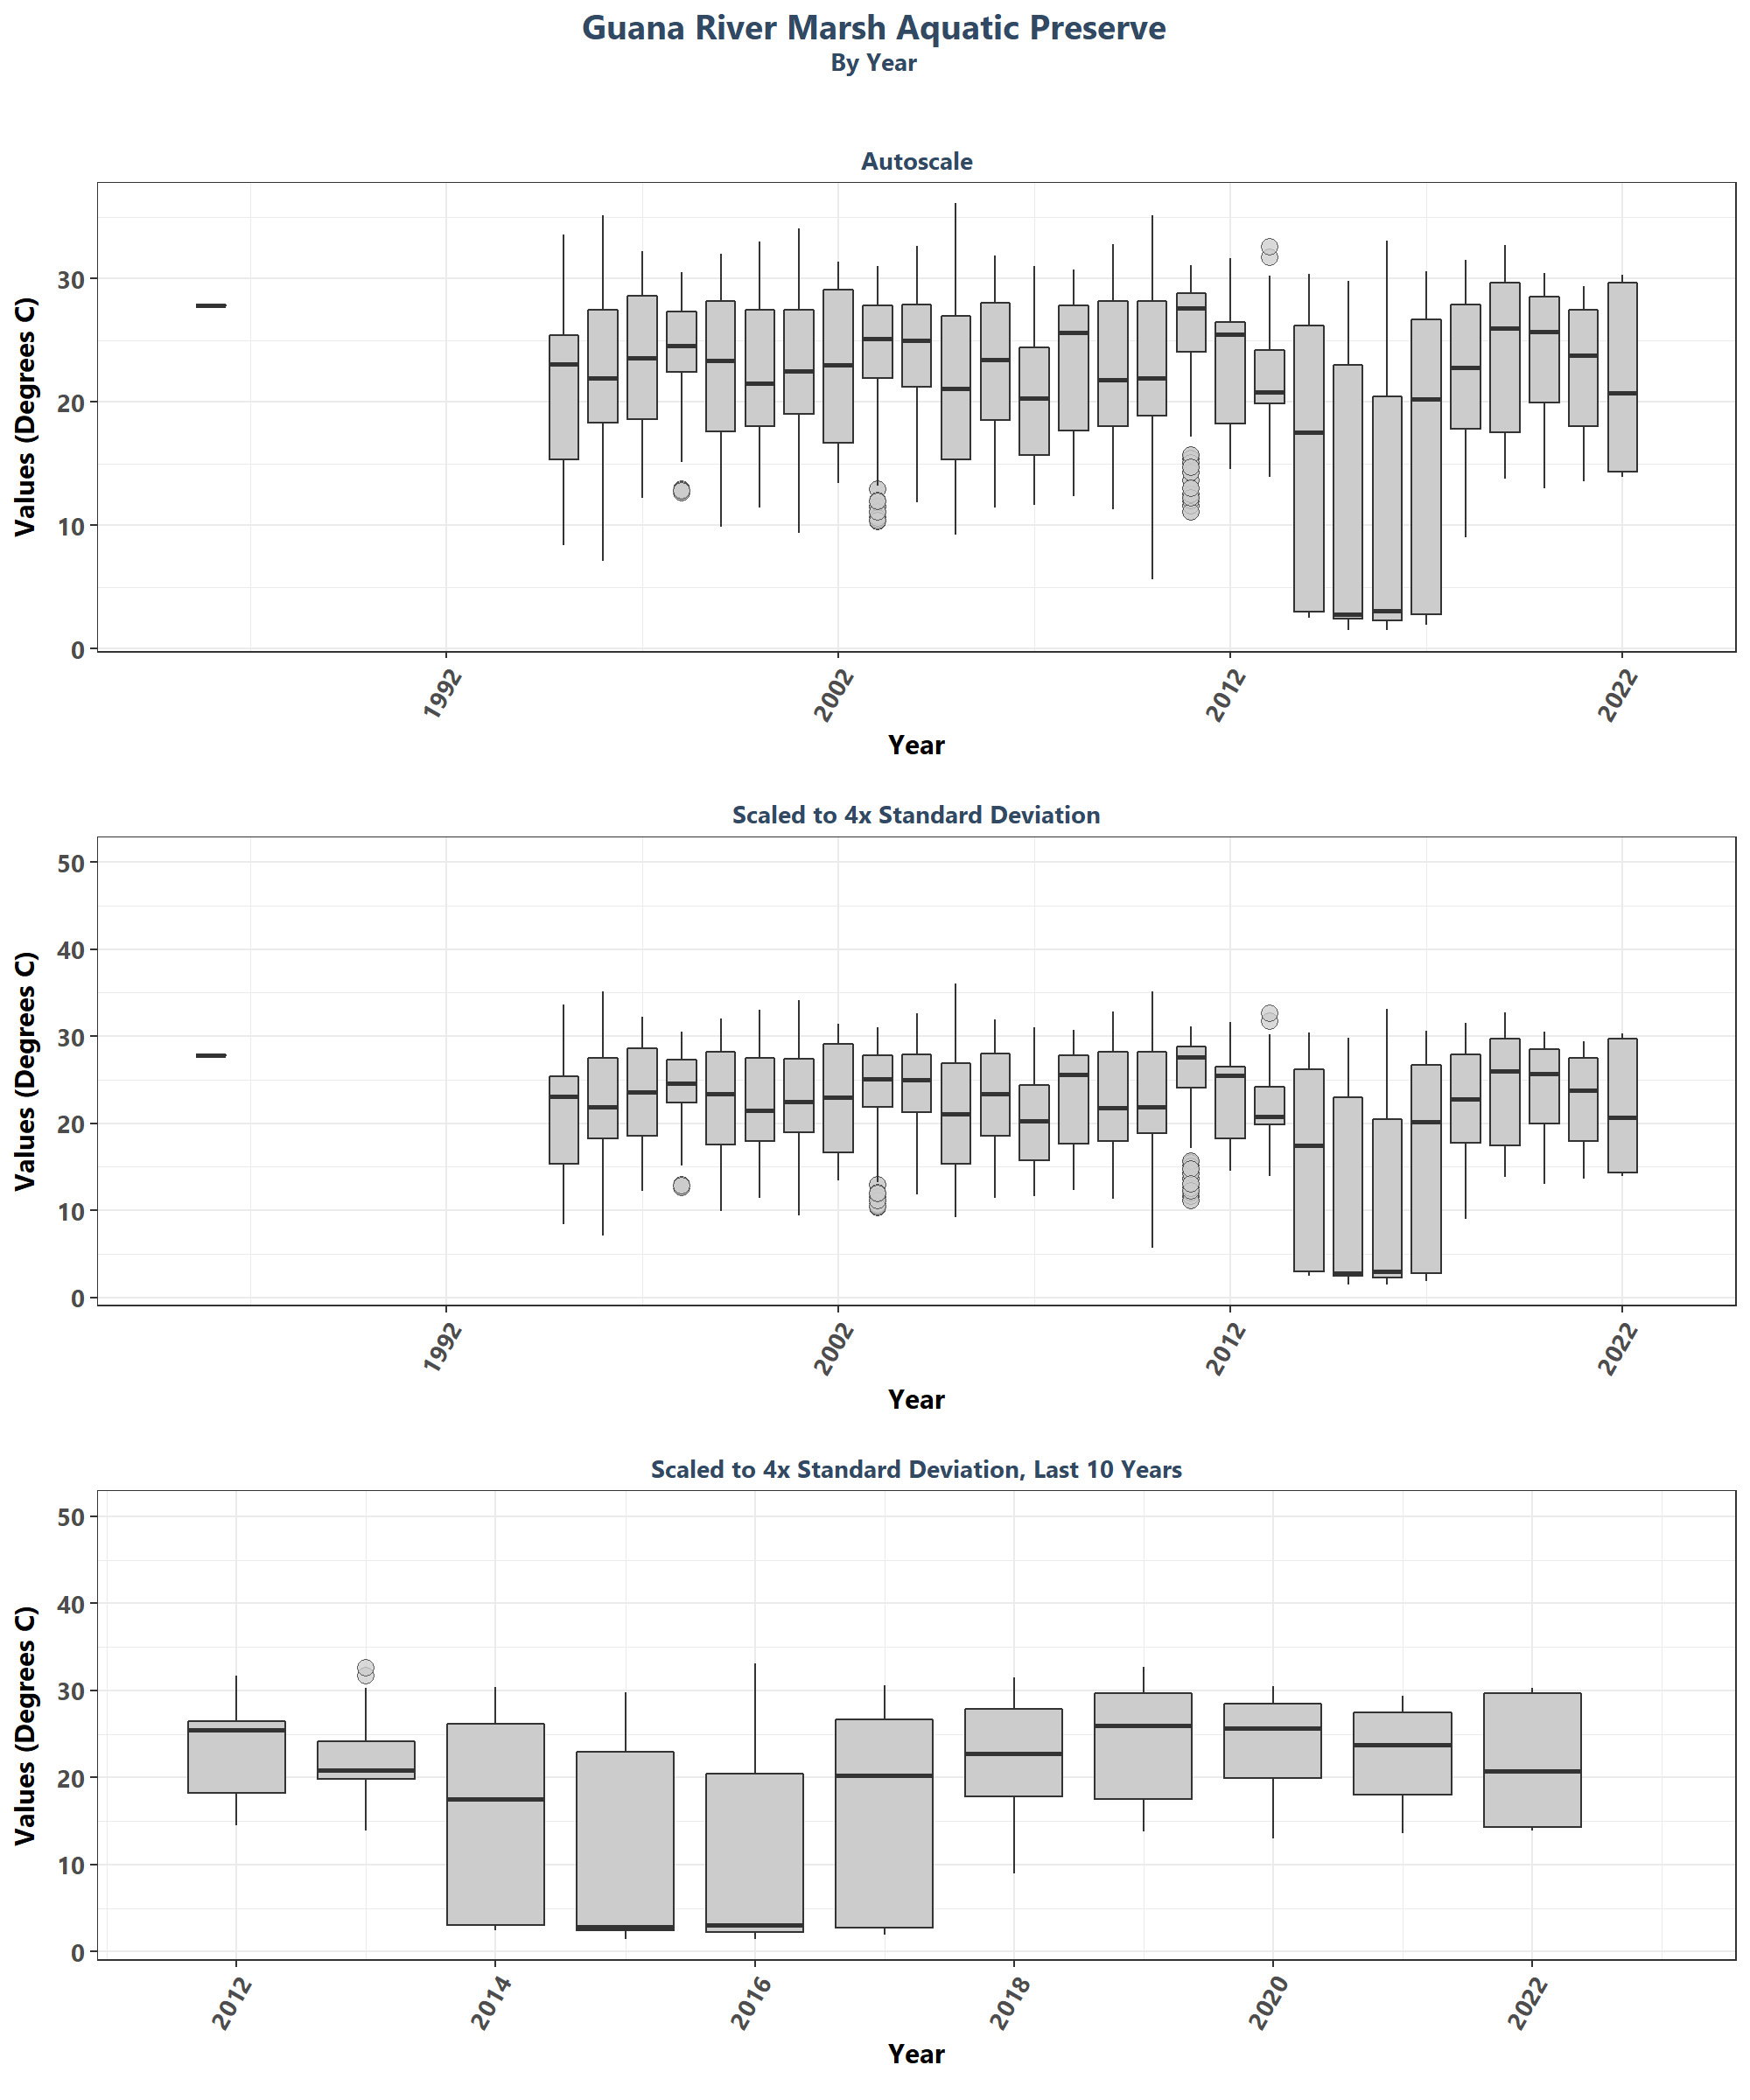 Guana River Marsh Aquatic Preserve
By Year
Autoscale
Values (Degrees C)
30
20
10
0
1992
2002
2012
2022
Year
Scaled to 4x Standard Deviation
Values (Degrees C)
50
40
30
20
10
0
1992
2002
2012
2022
Year
Scaled to 4x Standard Deviation, Last 10 Years
Values (Degrees C)
50
40
30
20
10
0
2012
2014
2016
2018
2020
2022
Year